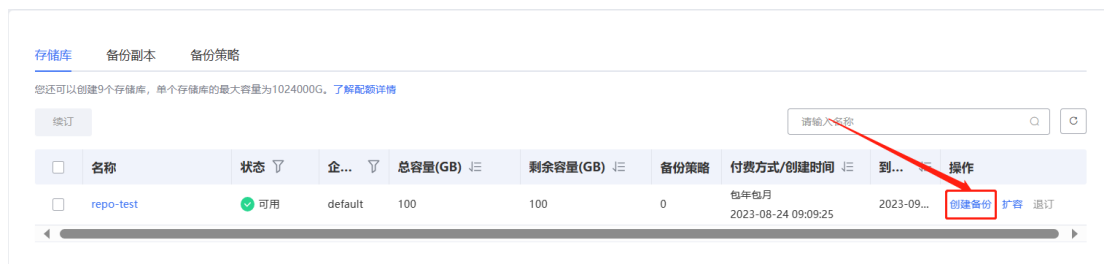 存储库 备份副本 备份策略
您还可以创建9个存储库，单个存储库的最大容量为1024000G。了解配额详情
续订 请输入名称
名称 状态 企... 总容量(GB) 剩余容量(GB) 备份策略 付费方式/创建时间 到... 操作
repo-test 可用 default 100 100 0 包年包月 2023-09... 创建备份 扩容 退订
2023-08-24 09:09:25